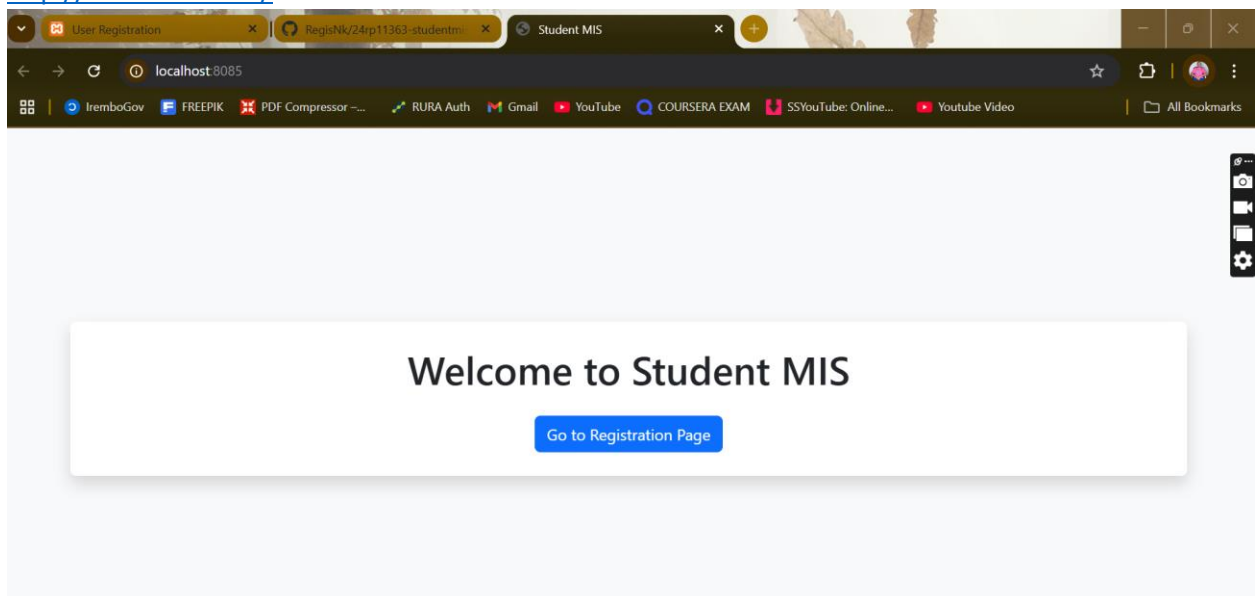 User Registration
RegisNk/24rp11363-studentmi
Student MIS
localhost:8085
IremboGov
FREEPIK
PDF Compressor –...
RURA Auth
Gmail
YouTube
COURSERA EXAM
SSYouTube: Online...
Youtube Video
All Bookmarks
Welcome to Student MIS
Go to Registration Page